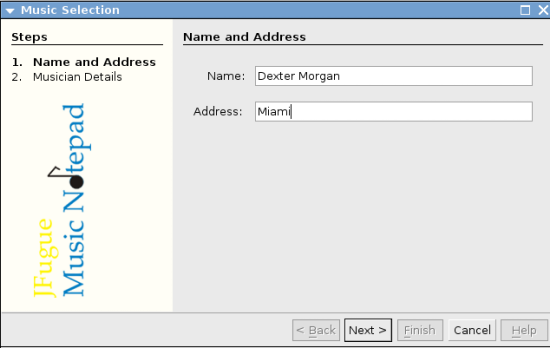 Music Selection
Steps
1. Name and Address
2. Musician Details
JFugue
Music Notepad
Name and Address
Name: Dexter Morgan
Address: Miami
< Back Next > Finish Cancel Help